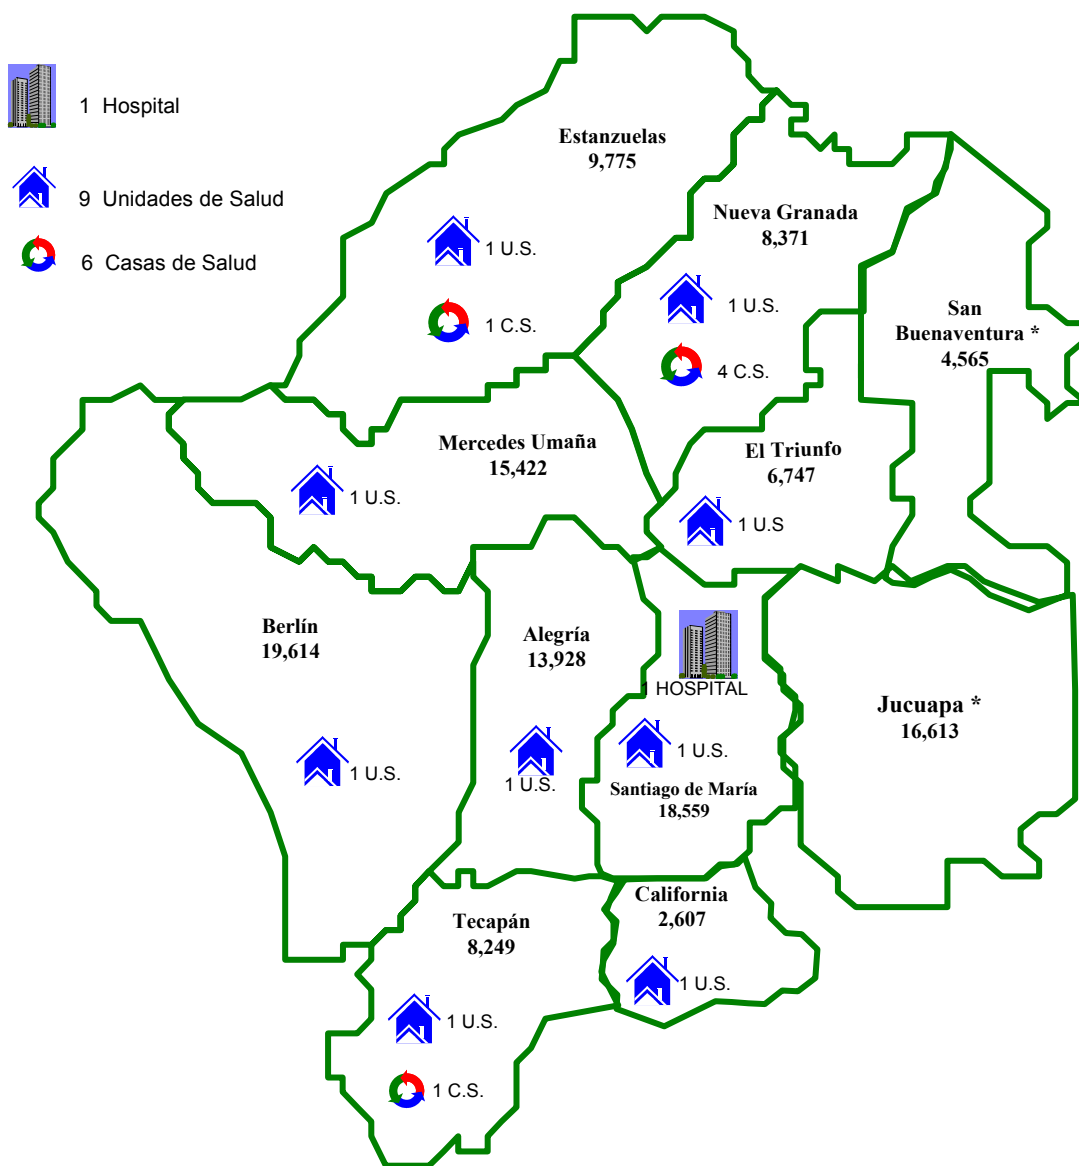 1 Hospital
9 Unidades de Salud
6 Casas de Salud
Estanzuelas
9,775
1 U.S.
1 C.S.
Nueva Granada
8,371
1 U.S.
4 C.S.
San
Buenaventura *
4,565
Mercedes Umaña
15,422
1 U.S.
El Triunfo
6,747
1 U.S
Berlín
19,614
1 U.S.
Alegría
13,928
1 U.S.
1 HOSPITAL
1 U.S.
Santiago de María
18,559
Jucuapa *
16,613
Tecapán
8,249
1 U.S.
1 C.S.
California
2,607
1 U.S.